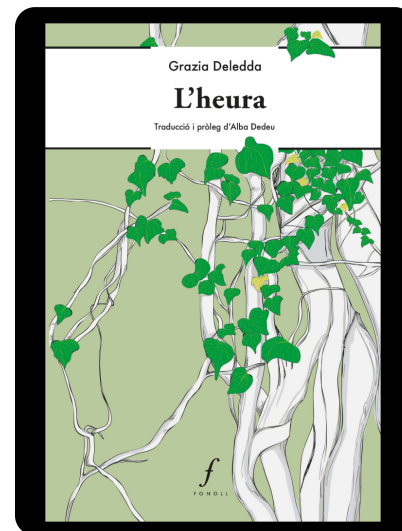 Grazia Deledda
L'heura
Traducció i pròleg d'Alba Dedeu
f
FONOLL